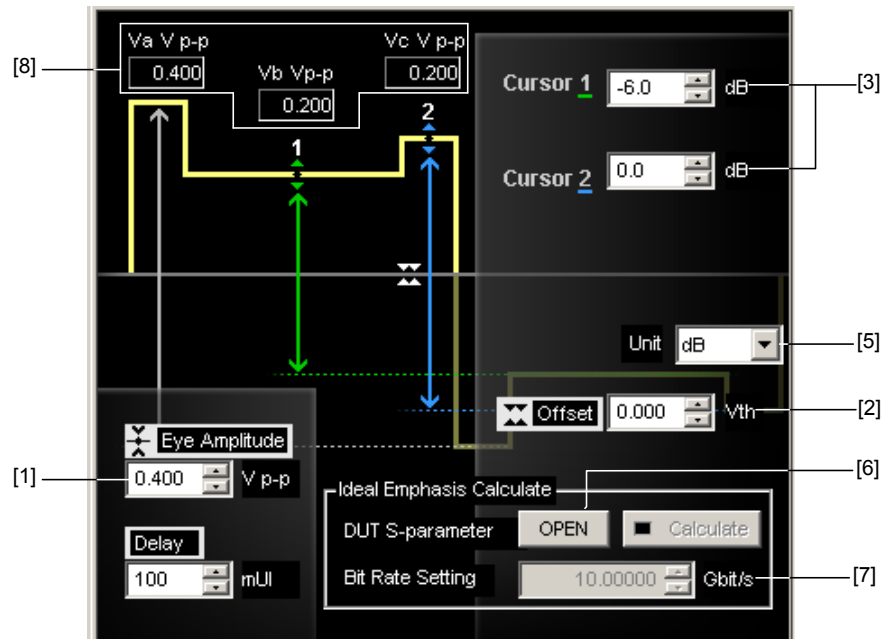 Va V p-p
Vc V p-p
[8]
0.400
Vb Vp-p
0.200
0.200
Cursor 1
-6.0
dB
[3]
1
2
Cursor 2
0.0
dB
Unit
dB
[5]
Offset
0.000
Vth
[2]
Eye Amplitude
[1]
0.400
V p-p
[6]
Ideal Emphasis Calculate
DUT S-parameter
OPEN
Calculate
Delay
100
mUI
Bit Rate Setting
10.00000
Gbit/s
[7]